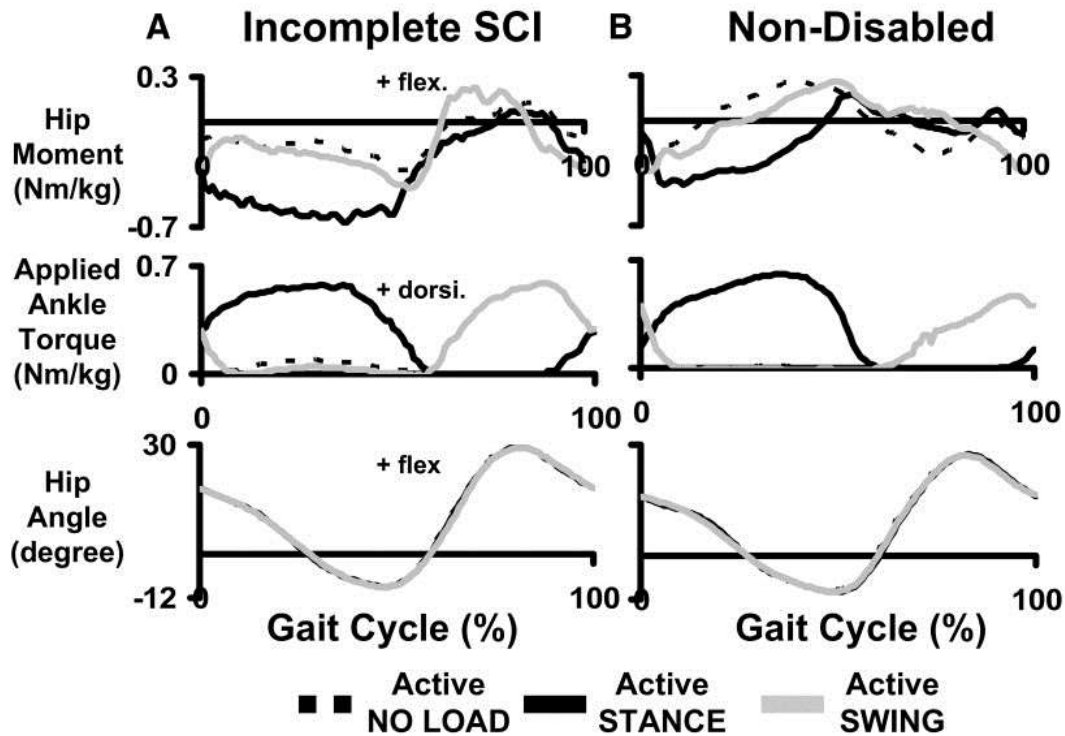 A Incomplete SCI B Non-Disabled
0.3
+ flex.
Hip
Moment
(Nm/kg)
0 100 0 100
-0.7
Applied
Ankle
Torque
(Nm/kg)
0.7
+ dorsi.
0
0 100 0 100
30
+ flex
Hip
Angle
(degree)
-12
0 100 0 100
Gait Cycle (%) Gait Cycle (%)
Active
NO LOAD
Active
STANCE
Active
SWING